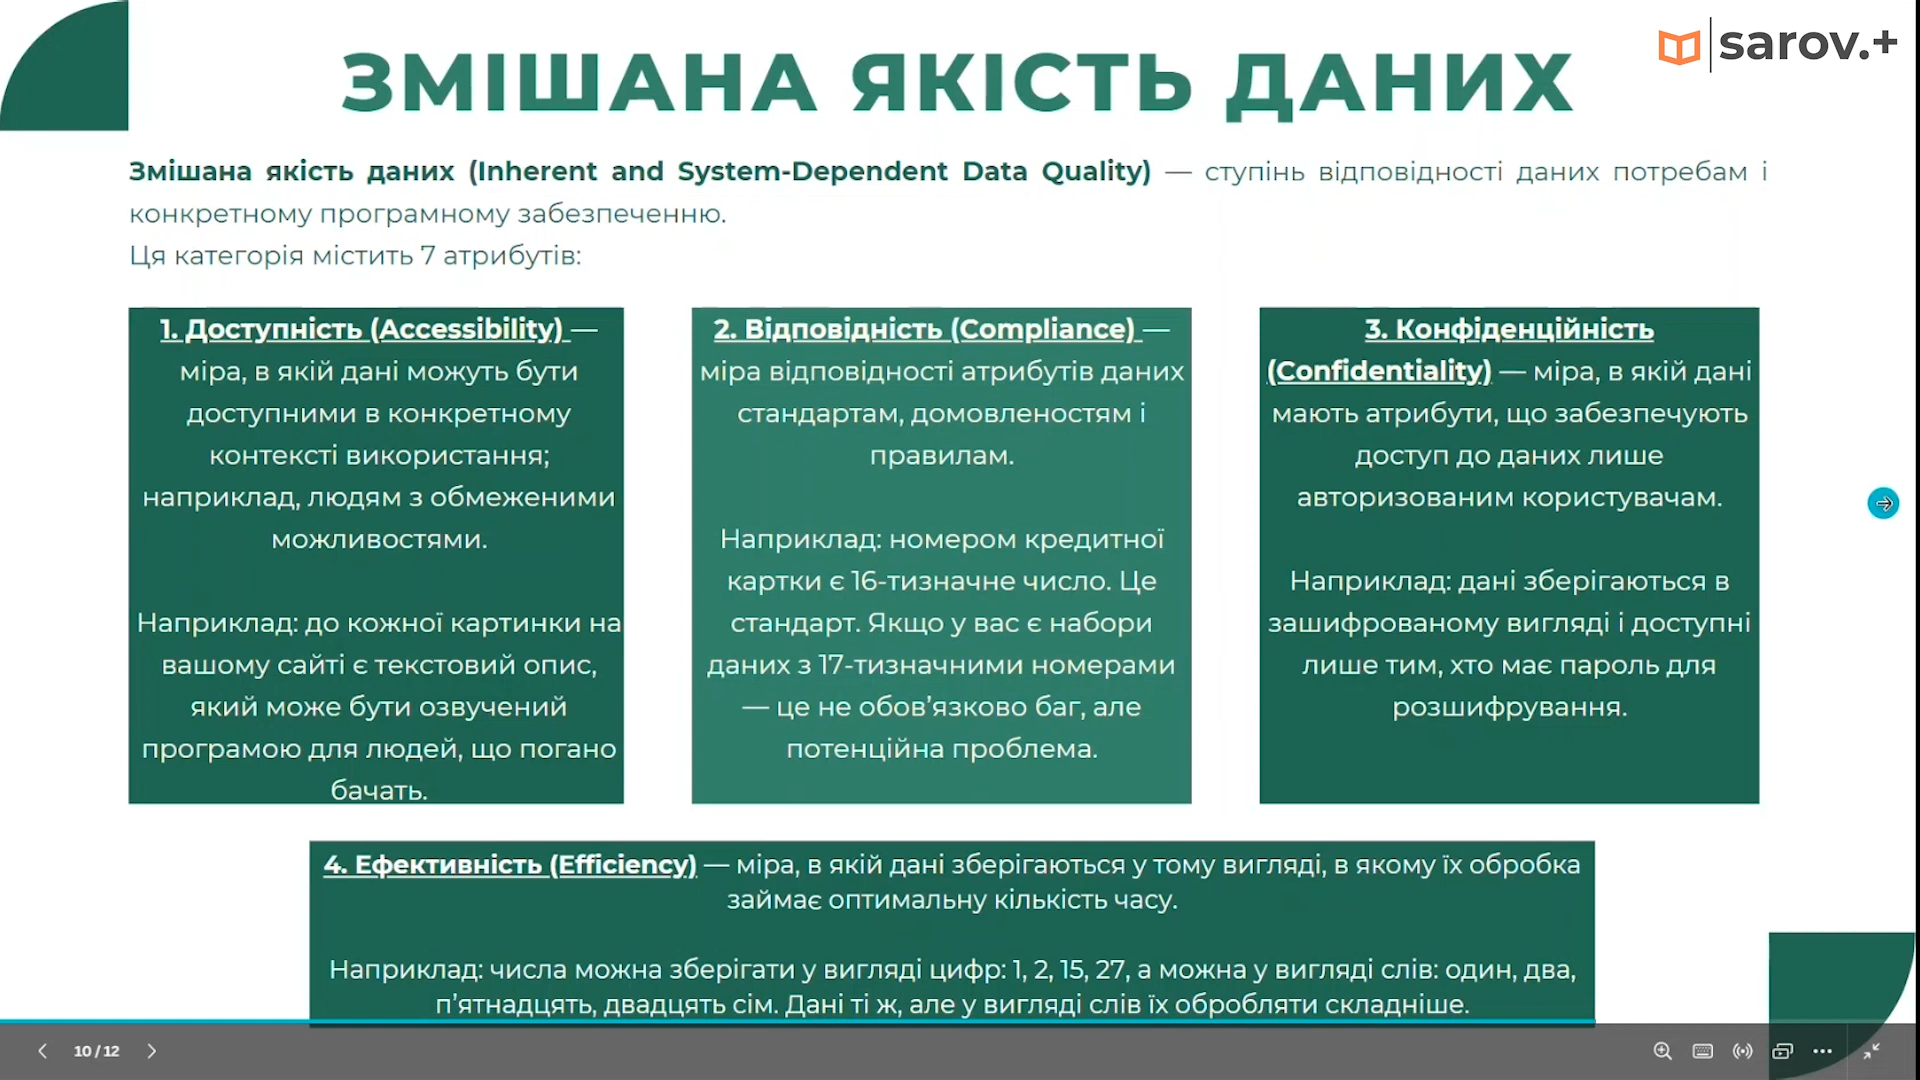 sarov.+
ЗМІШАНА ЯКІСТЬ ДАНИХ
Змішана якість даних (Inherent and System-Dependent Data Quality) — ступінь відповідності даних потребам і
конкретному програмному забезпеченню.
Ця категорія містить 7 атрибутів:
1. Доступність (Accessibility) —
міра, в якій дані можуть бути
доступними в конкретному
контексті використання;
наприклад, людям з обмеженими
можливостями.
Наприклад: до кожної картинки на
вашому сайті є текстовий опис,
який може бути озвучений
програмою для людей, що погано
бачать.
2. Відповідність (Compliance) —
міра відповідності атрибутів даних
стандартам, домовленостям і
правилам.
Наприклад: номером кредитної
картки є 16-тизначне число. Це
стандарт. Якщо у вас є набори
даних з 17-тизначними номерами
— це не обов’язково баг, але
потенційна проблема.
3. Конфіденційність
(Confidentiality) — міра, в якій дані
мають атрибути, що забезпечують
доступ до даних лише
авторизованим користувачам.
Наприклад: дані зберігаються в
зашифрованому вигляді і доступні
лише тим, хто має пароль для
розшифрування.
4. Ефективність (Efficiency) — міра, в якій дані зберігаються у тому вигляді, в якому їх обробка
займає оптимальну кількість часу.
Наприклад: числа можна зберігати у вигляді цифр: 1, 2, 15, 27, а можна у вигляді слів: один, два,
п’ятнадцять, двадцять сім. Дані ті ж, але у вигляді слів їх обробляти складніше.
10 / 12